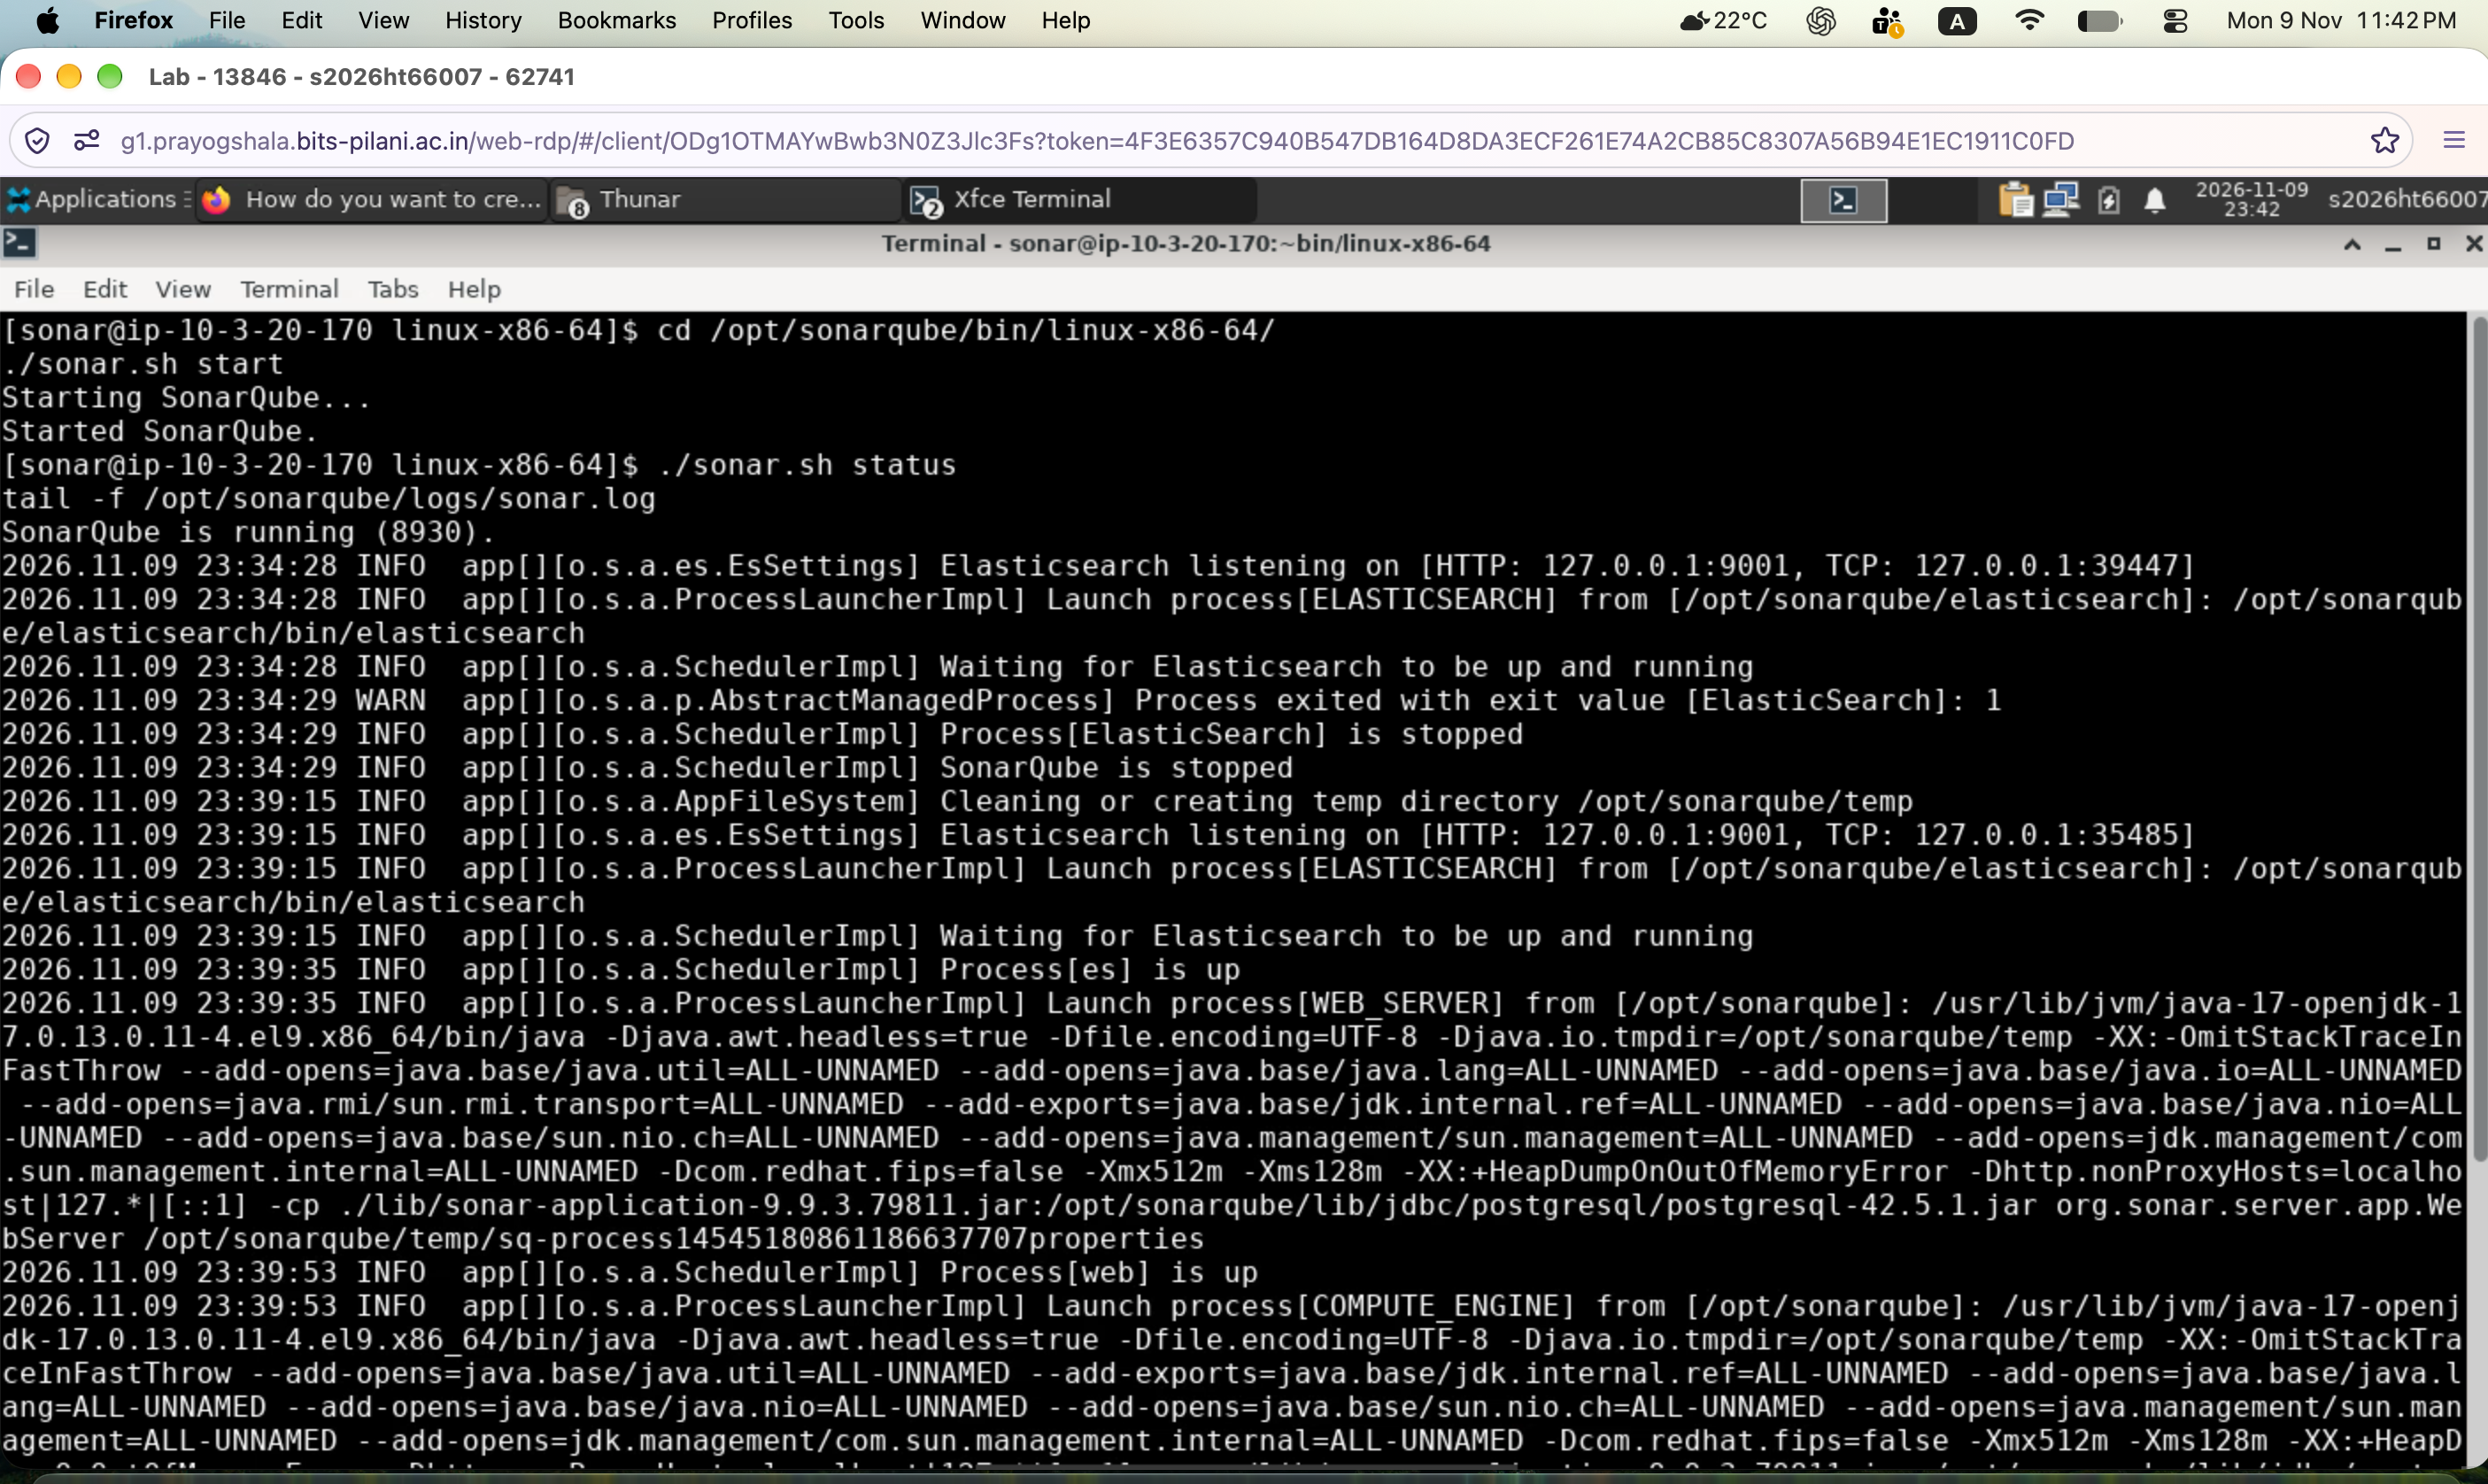 Firefox File Edit View History Bookmarks Profiles Tools Window Help 22°C A Mon 9 Nov 11:42 PM
Lab - 13846 - s2026ht66007 - 62741
g1.prayogshala.bits-pilani.ac.in/web-rdp/#/client/ODg1OTMAYwBwb3N0Z3Jlc3Fs?token=4F3E6357C940B547DB164D8DA3ECF261E74A2CB85C8307A56B94E1EC1911C0FD
Applications How do you want to cre... 8 Thunar 2 Xfce Terminal 2026-11-09 s2026ht66007
23:42
Terminal - sonar@ip-10-3-20-170:~bin/linux-x86-64
File Edit View Terminal Tabs Help
[sonar@ip-10-3-20-170 linux-x86-64]$ cd /opt/sonarqube/bin/linux-x86-64/
./sonar.sh start
Starting SonarQube...
Started SonarQube.
[sonar@ip-10-3-20-170 linux-x86-64]$ ./sonar.sh status
tail -f /opt/sonarqube/logs/sonar.log
SonarQube is running (8930).
2026.11.09 23:34:28 INFO  app[][o.s.a.es.EsSettings] Elasticsearch listening on [HTTP: 127.0.0.1:9001, TCP: 127.0.0.1:39447]
2026.11.09 23:34:28 INFO  app[][o.s.a.ProcessLauncherImpl] Launch process[ELASTICSEARCH] from [/opt/sonarqube/elasticsearch]: /opt/sonarqub
e/elasticsearch/bin/elasticsearch
2026.11.09 23:34:28 INFO  app[][o.s.a.SchedulerImpl] Waiting for Elasticsearch to be up and running
2026.11.09 23:34:29 WARN  app[][o.s.a.p.AbstractManagedProcess] Process exited with exit value [ElasticSearch]: 1
2026.11.09 23:34:29 INFO  app[][o.s.a.SchedulerImpl] Process[ElasticSearch] is stopped
2026.11.09 23:34:29 INFO  app[][o.s.a.SchedulerImpl] SonarQube is stopped
2026.11.09 23:39:15 INFO  app[][o.s.a.AppFileSystem] Cleaning or creating temp directory /opt/sonarqube/temp
2026.11.09 23:39:15 INFO  app[][o.s.a.es.EsSettings] Elasticsearch listening on [HTTP: 127.0.0.1:9001, TCP: 127.0.0.1:35485]
2026.11.09 23:39:15 INFO  app[][o.s.a.ProcessLauncherImpl] Launch process[ELASTICSEARCH] from [/opt/sonarqube/elasticsearch]: /opt/sonarqub
e/elasticsearch/bin/elasticsearch
2026.11.09 23:39:15 INFO  app[][o.s.a.SchedulerImpl] Waiting for Elasticsearch to be up and running
2026.11.09 23:39:35 INFO  app[][o.s.a.SchedulerImpl] Process[es] is up
2026.11.09 23:39:35 INFO  app[][o.s.a.ProcessLauncherImpl] Launch process[WEB_SERVER] from [/opt/sonarqube]: /usr/lib/jvm/java-17-openjdk-1
7.0.13.0.11-4.el9.x86_64/bin/java -Djava.awt.headless=true -Dfile.encoding=UTF-8 -Djava.io.tmpdir=/opt/sonarqube/temp -XX:-OmitStackTraceIn
FastThrow --add-opens=java.base/java.util=ALL-UNNAMED --add-opens=java.base/java.lang=ALL-UNNAMED --add-opens=java.base/java.io=ALL-UNNAMED
 --add-opens=java.rmi/sun.rmi.transport=ALL-UNNAMED --add-exports=java.base/jdk.internal.ref=ALL-UNNAMED --add-opens=java.base/java.nio=ALL
-UNNAMED --add-opens=java.base/sun.nio.ch=ALL-UNNAMED --add-opens=java.management/sun.management=ALL-UNNAMED --add-opens=jdk.management/com
.sun.management.internal=ALL-UNNAMED -Dcom.redhat.fips=false -Xmx512m -Xms128m -XX:+HeapDumpOnOutOfMemoryError -Dhttp.nonProxyHosts=localho
st|127.*|[::1] -cp ./lib/sonar-application-9.9.3.79811.jar:/opt/sonarqube/lib/jdbc/postgresql/postgresql-42.5.1.jar org.sonar.server.app.We
bServer /opt/sonarqube/temp/sq-process14545180861186637707properties
2026.11.09 23:39:53 INFO  app[][o.s.a.SchedulerImpl] Process[web] is up
2026.11.09 23:39:53 INFO  app[][o.s.a.ProcessLauncherImpl] Launch process[COMPUTE_ENGINE] from [/opt/sonarqube]: /usr/lib/jvm/java-17-openj
dk-17.0.13.0.11-4.el9.x86_64/bin/java -Djava.awt.headless=true -Dfile.encoding=UTF-8 -Djava.io.tmpdir=/opt/sonarqube/temp -XX:-OmitStackTra
ceInFastThrow --add-opens=java.base/java.util=ALL-UNNAMED --add-exports=java.base/jdk.internal.ref=ALL-UNNAMED --add-opens=java.base/java.l
ang=ALL-UNNAMED --add-opens=java.base/java.nio=ALL-UNNAMED --add-opens=java.base/sun.nio.ch=ALL-UNNAMED --add-opens=java.management/sun.man
agement=ALL-UNNAMED --add-opens=jdk.management/com.sun.management.internal=ALL-UNNAMED -Dcom.redhat.fips=false -Xmx512m -Xms128m -XX:+HeapD